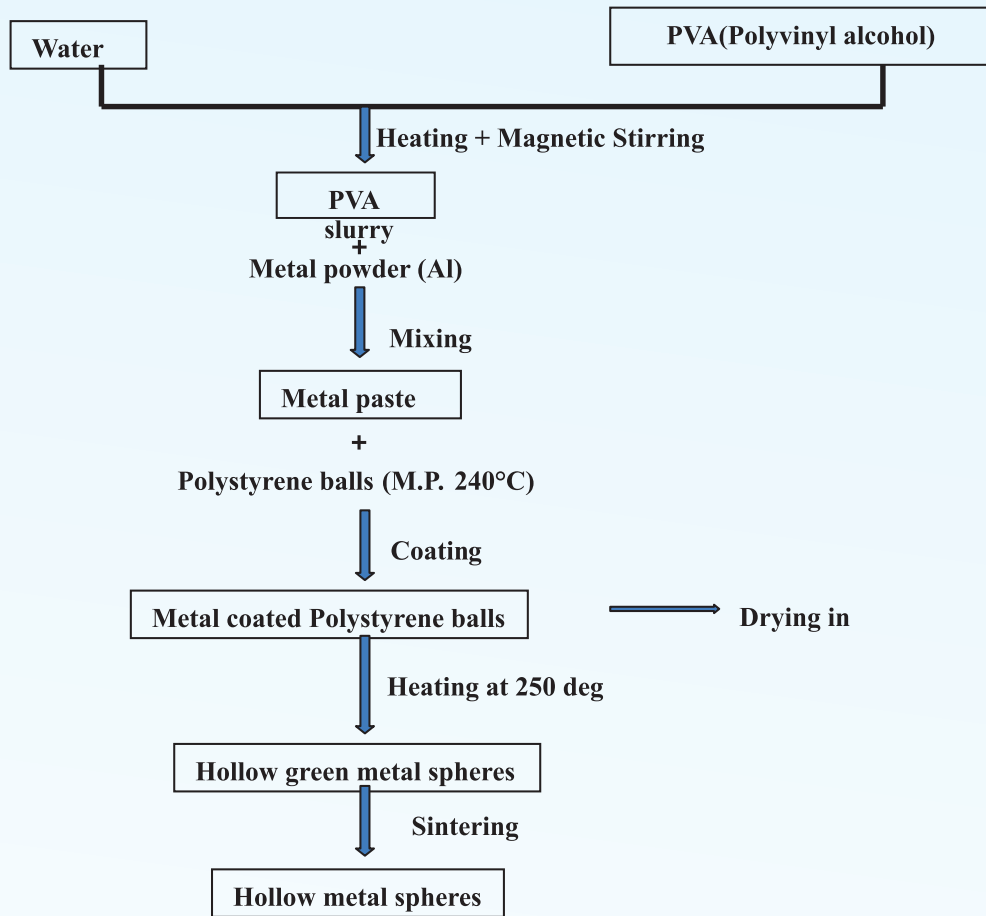 Water
PVA(Polyvinyl alcohol)
Heating + Magnetic Stirring
PVA
slurry
+
Metal powder (Al)
Mixing
Metal paste
+
Polystyrene balls (M.P. 240°C)
Coating
Metal coated Polystyrene balls
Drying in
Heating at 250 deg
Hollow green metal spheres
Sintering
Hollow metal spheres